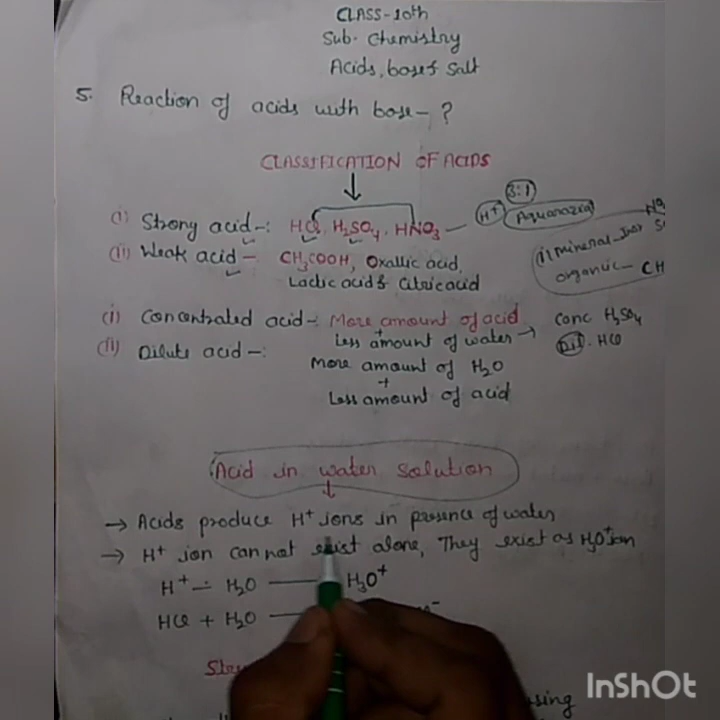 CLASS-10th
Sub. Chemistry
Acids, bases Salt
5. Reaction of acids with base - ?
CLASSIFICATION OF ACIDS
(i) Strong acid -: HCl, H2SO4, HNO3 - H+ 3:1
(ii) Weak acid - CH3COOH, Oxallic acid,
Lactic acid & Citric acid
(i) mineral
organic - CH
(i) Concentrated acid -: More amount of acid
+
Less amount of water → Conc H2SO4
(ii) Dilute acid -: Dil. HCl
More amount of H2O
+
Less amount of acid
Acid in water solution
→ Acids produce H+ ions in presence of water
→ H+ ion can not exist alone, They exist as H3O+ ion
H+ - H2O — H3O+
HCl + H2O —
InShOt